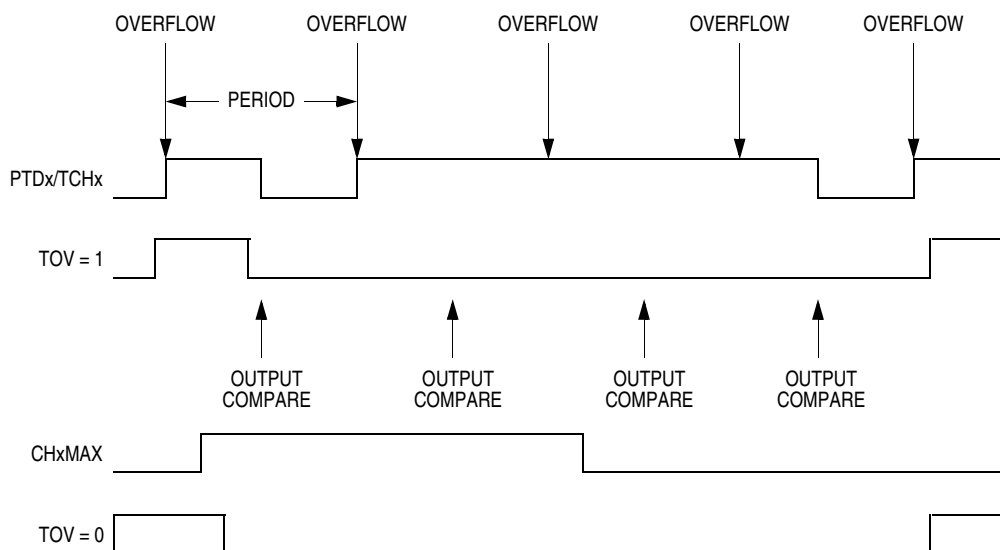 OVERFLOW OVERFLOW OVERFLOW OVERFLOW OVERFLOW
PERIOD
PTDx/TCHx
TOV = 1
OUTPUT COMPARE
OUTPUT COMPARE
OUTPUT COMPARE
OUTPUT COMPARE
CHxMAX
TOV = 0